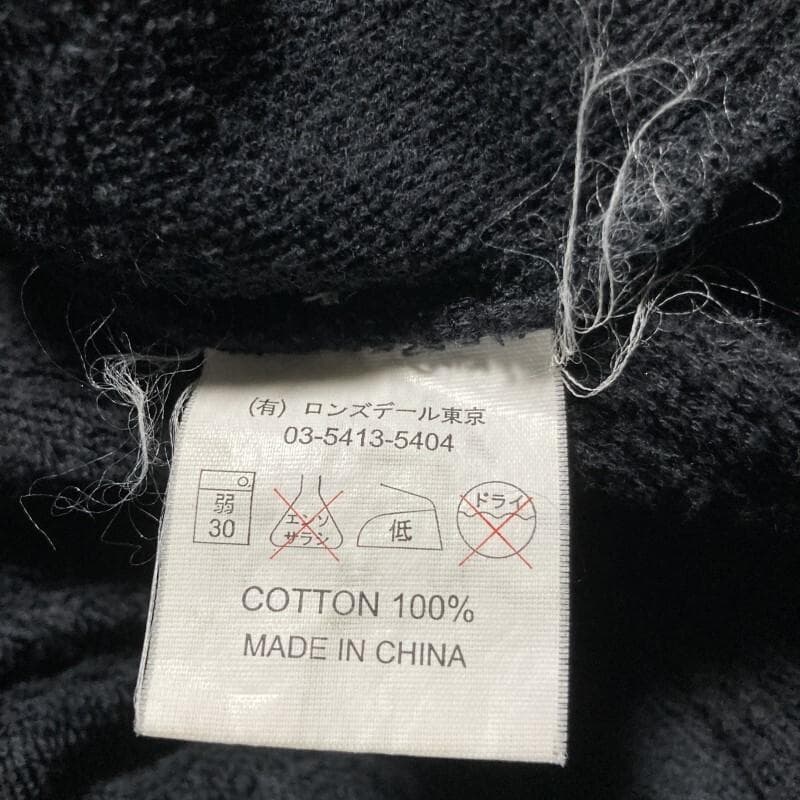 (有) ロンズデール東京
03-5413-5404
弱
30
エンソ
サラシ
低
ドライ
COTTON 100%
MADE IN CHINA